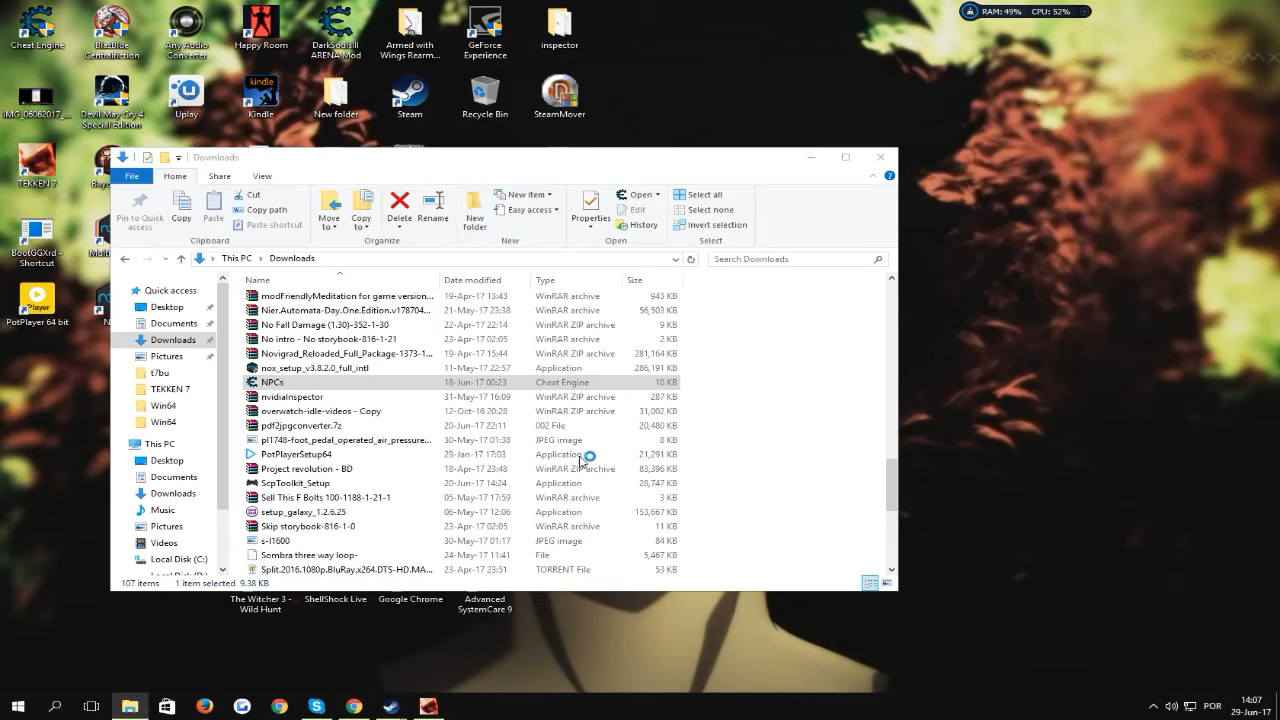 RAM: 49% CPU: 52%
Cheat Engine
BlazBlue
Centralfiction
Any Audio
Converter
Happy Room
DarkSoulsIII
ARENA Mod
Armed with
Wings Rearm...
GeForce
Experience
inspector
IMG_06062017_...
Devil May Cry 4
Special Edition
Uplay
kindle
Kindle
New folder
Steam
Recycle Bin
SteamMover
TEKKEN 7
BootGGXrd -
Shortcut
Player
PotPlayer 64 bit
Downloads
File Home Share View
Pin to Quick
access
Copy
Paste
Cut
Copy path
Paste shortcut
Clipboard
Move
to
Copy
to
Delete
Rename
Organize
New
folder
New item
Easy access
New
Properties
Open
Edit
History
Open
Select all
Select none
Invert selection
Select
This PC Downloads
Search Downloads
Name Date modified Type Size
Quick access
Desktop
Documents
Downloads
Pictures
t7bu
TEKKEN 7
Win64
Win64
This PC
Desktop
Documents
Downloads
Music
Pictures
Videos
Local Disk (C:)
modFriendlyMeditation for game version... 19-Apr-17 13:43 WinRAR archive 943 KB
Nier.Automata-Day.One.Edition.v178704... 21-May-17 23:38 WinRAR archive 56,503 KB
No Fall Damage (1.30)-352-1-30 22-Apr-17 22:14 WinRAR ZIP archive 9 KB
No intro - No storybook-816-1-21 23-Apr-17 02:05 WinRAR archive 2 KB
Novigrad_Reloaded_Full_Package-1373-1... 19-Apr-17 15:44 WinRAR ZIP archive 281,164 KB
nox_setup_v3.8.2.0_full_intl 11-May-17 22:57 Application 286,191 KB
NPCs 18-Jun-17 00:23 Cheat Engine 10 KB
nvidiaInspector 31-May-17 16:09 WinRAR ZIP archive 287 KB
overwatch-idle-videos - Copy 12-Oct-16 20:28 WinRAR ZIP archive 31,002 KB
pdf2jpgconverter.7z 20-Jun-17 22:11 002 File 20,480 KB
pl1748-foot_pedal_operated_air_pressure... 30-May-17 01:38 JPEG image 8 KB
PotPlayerSetup64 29-Jan-17 17:03 Application 21,291 KB
Project revolution - BD 18-Apr-17 23:48 WinRAR ZIP archive 83,396 KB
ScpToolkit_Setup 20-Jun-17 14:24 Application 28,747 KB
Sell This F Bolts 100-1188-1-21-1 05-May-17 17:59 WinRAR archive 3 KB
setup_galaxy_1.2.6.25 06-May-17 12:06 Application 153,667 KB
Skip storybook-816-1-0 23-Apr-17 02:05 WinRAR archive 11 KB
s-l1600 30-May-17 01:17 JPEG image 84 KB
Sombra three way loop- 24-May-17 11:41 File 5,467 KB
Split.2016.1080p.BluRay.x264.DTS-HD.MA... 23-Apr-17 23:51 TORRENT File 53 KB
107 items 1 item selected 9.38 KB
The Witcher 3 -
Wild Hunt
ShellShock Live
Google Chrome
Advanced
SystemCare 9
POR
14:07
29-Jun-17